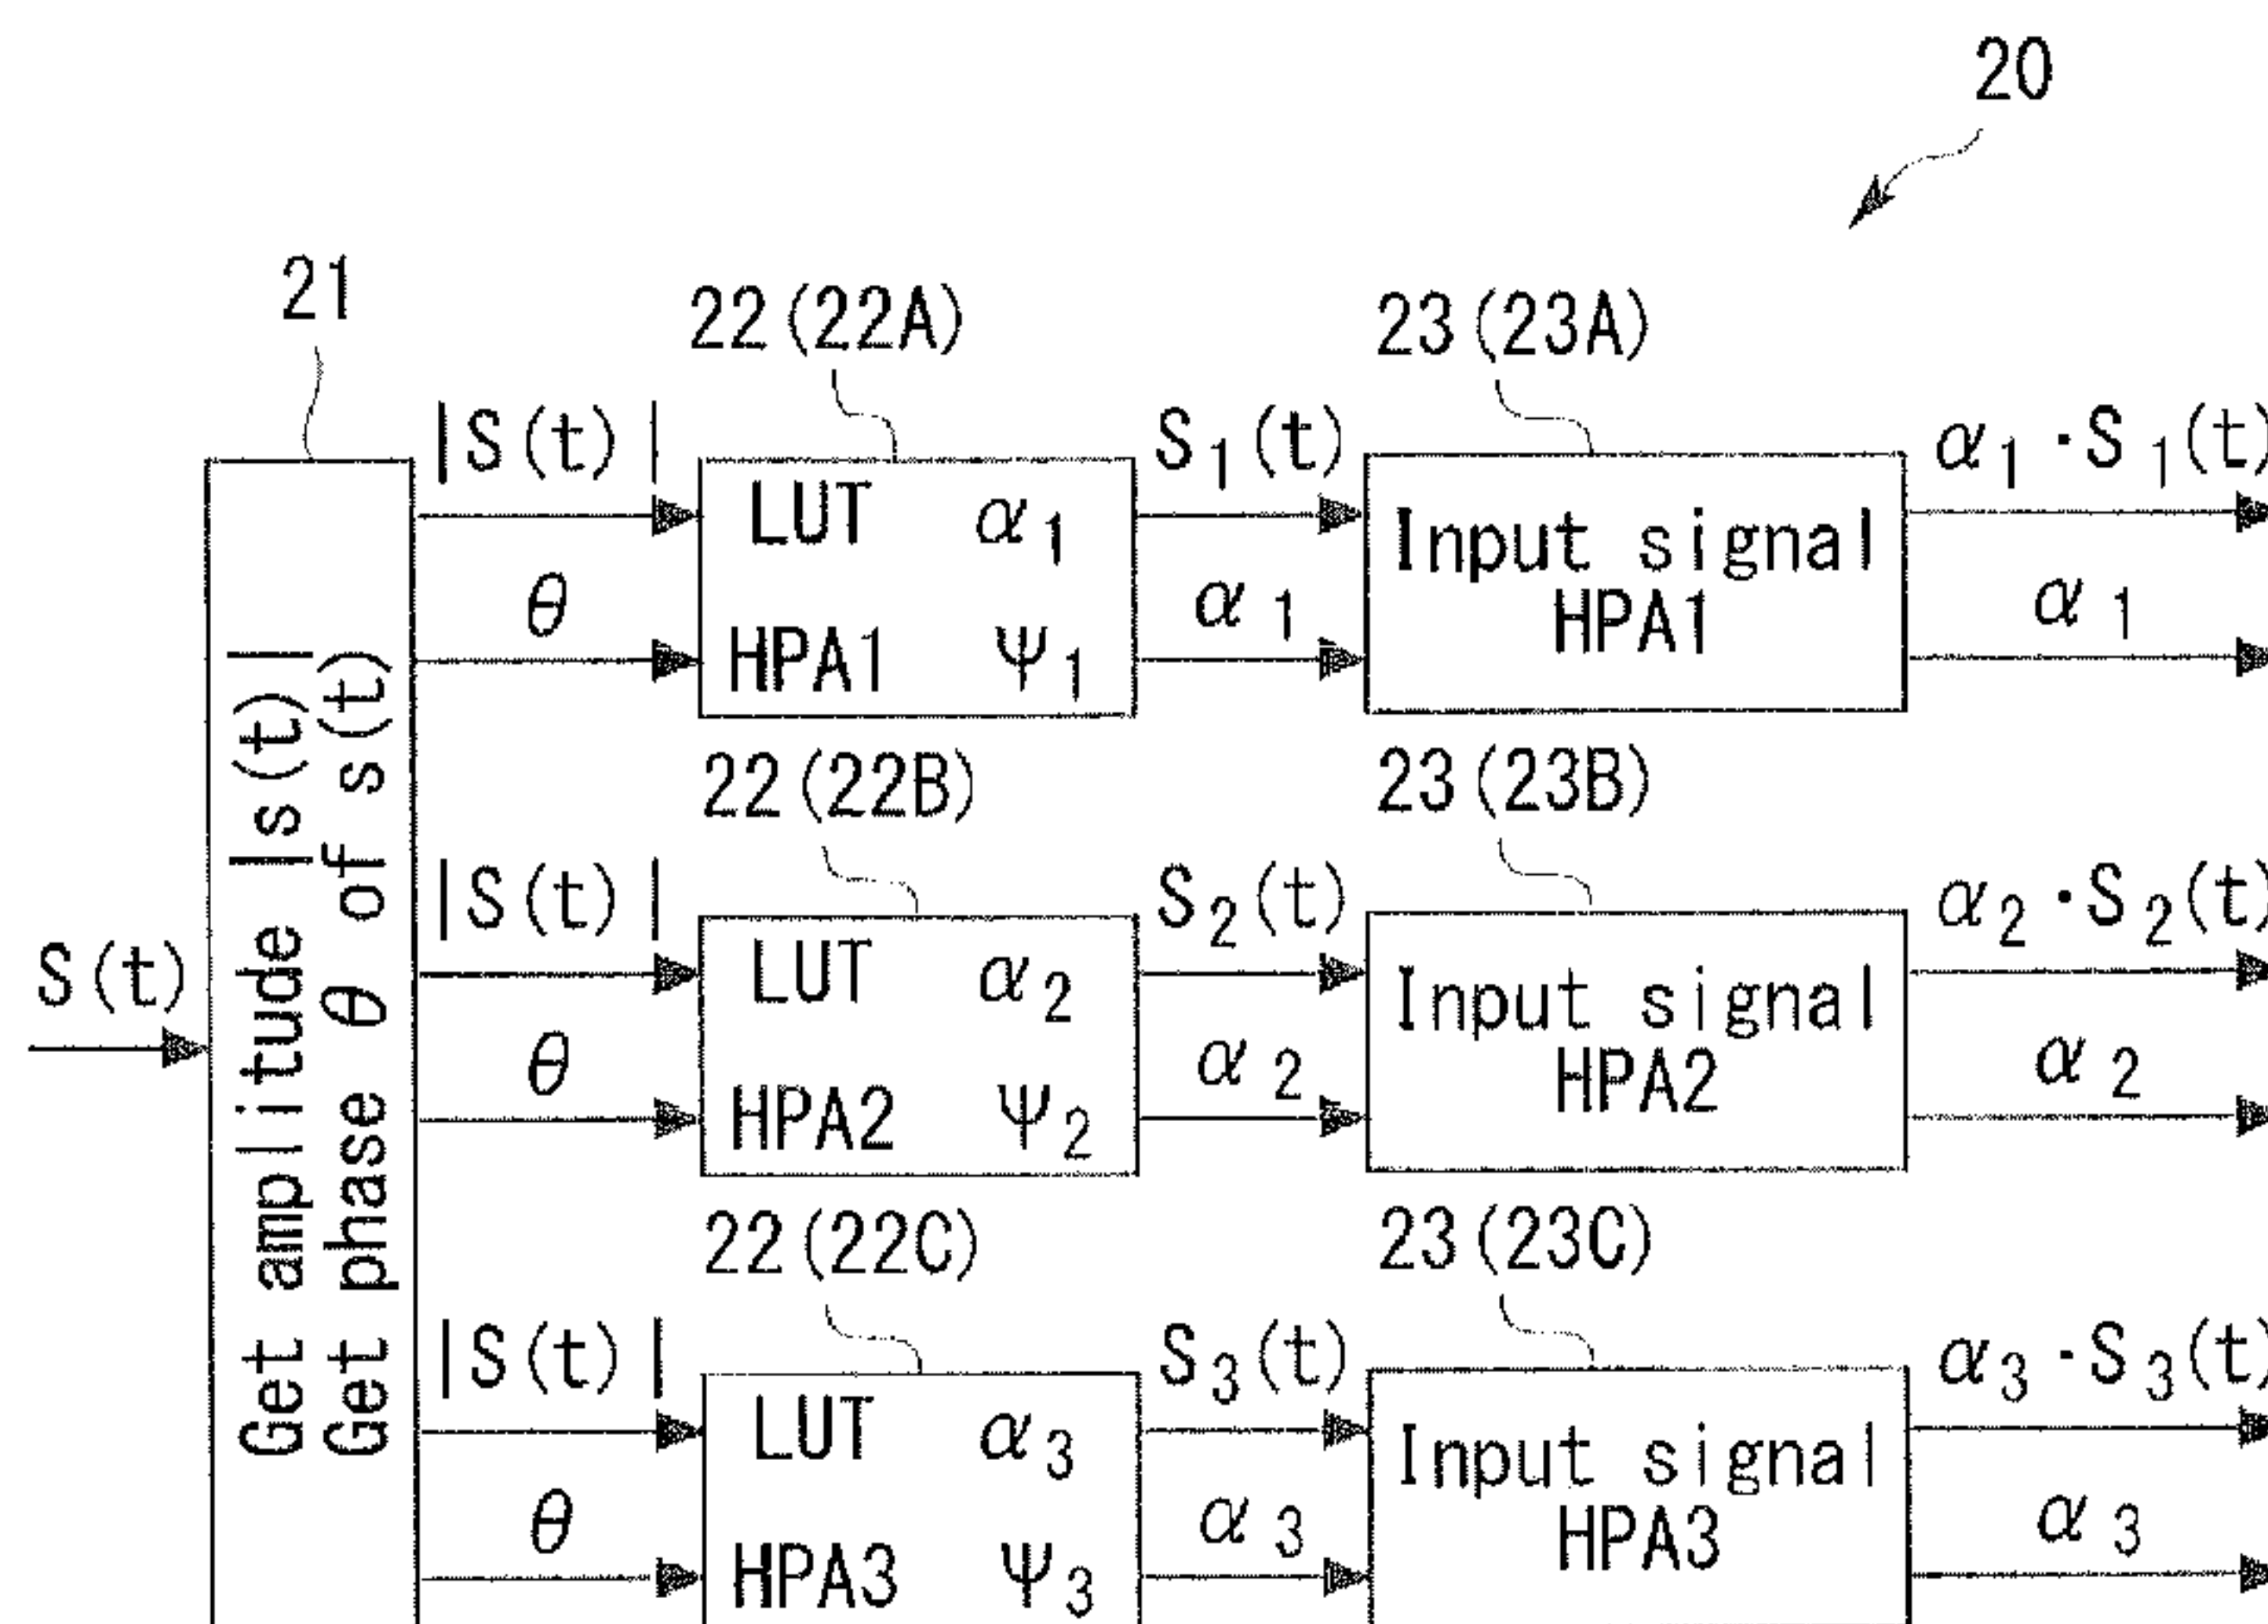 20
21
22(22A)
23(23A)
|S(t)|
S1(t)
α1・S1(t)
LUT α1
Input signal
HPA1
θ
α1
α1
HPA1 Ψ1
22(22B)
23(23B)
|S(t)|
S2(t)
α2・S2(t)
S(t)
Get amplitude |s(t)|
Get phase θ of s(t)
LUT α2
Input signal
HPA2
θ
α2
α2
HPA2 Ψ2
22(22C)
23(23C)
|S(t)|
S3(t)
α3・S3(t)
LUT α3
Input signal
HPA3
θ
α3
α3
HPA3 Ψ3